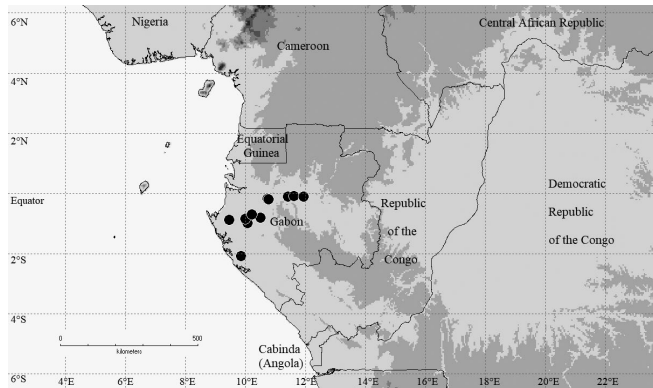 6°N
Nigeria
Central African Republic
Cameroon
4°N
2°N
Equatorial
Guinea
Democratic
Equator
Republic
Republic
Gabon
of the
of the Congo
Congo
2°S
4°S
0
500
kilometers
Cabinda
(Angola)
6°S
4°E
6°E
8°E
10°E
12°E
14°E
16°E
18°E
20°E
22°E